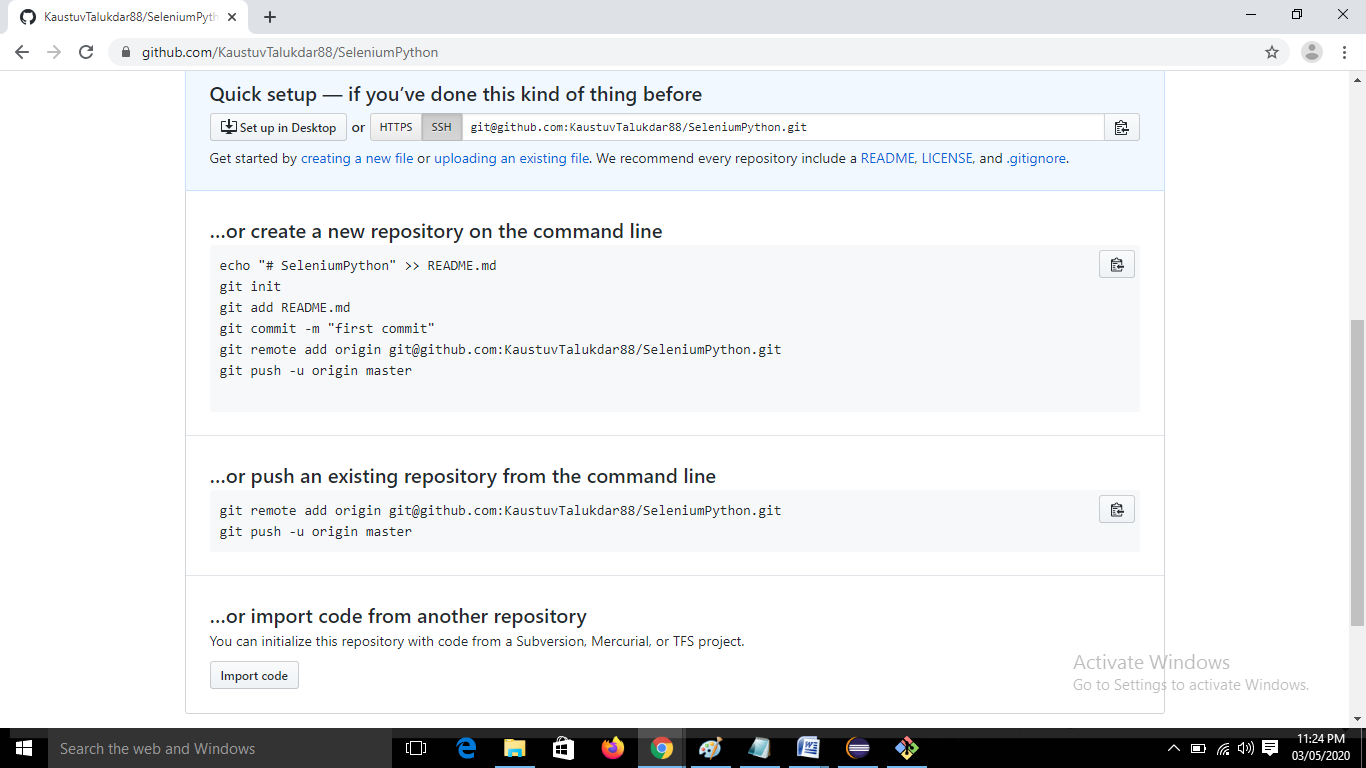 KaustuvTalukdar88/SeleniumPyth
github.com/KaustuvTalukdar88/SeleniumPython
Quick setup — if you’ve done this kind of thing before
Set up in Desktop or HTTPS SSH git@github.com:KaustuvTalukdar88/SeleniumPython.git
Get started by creating a new file or uploading an existing file. We recommend every repository include a README, LICENSE, and .gitignore.
…or create a new repository on the command line
echo "# SeleniumPython" >> README.md
git init
git add README.md
git commit -m "first commit"
git remote add origin git@github.com:KaustuvTalukdar88/SeleniumPython.git
git push -u origin master
…or push an existing repository from the command line
git remote add origin git@github.com:KaustuvTalukdar88/SeleniumPython.git
git push -u origin master
…or import code from another repository
You can initialize this repository with code from a Subversion, Mercurial, or TFS project.
Import code
Activate Windows
Go to Settings to activate Windows.
Search the web and Windows
11:24 PM
03/05/2020